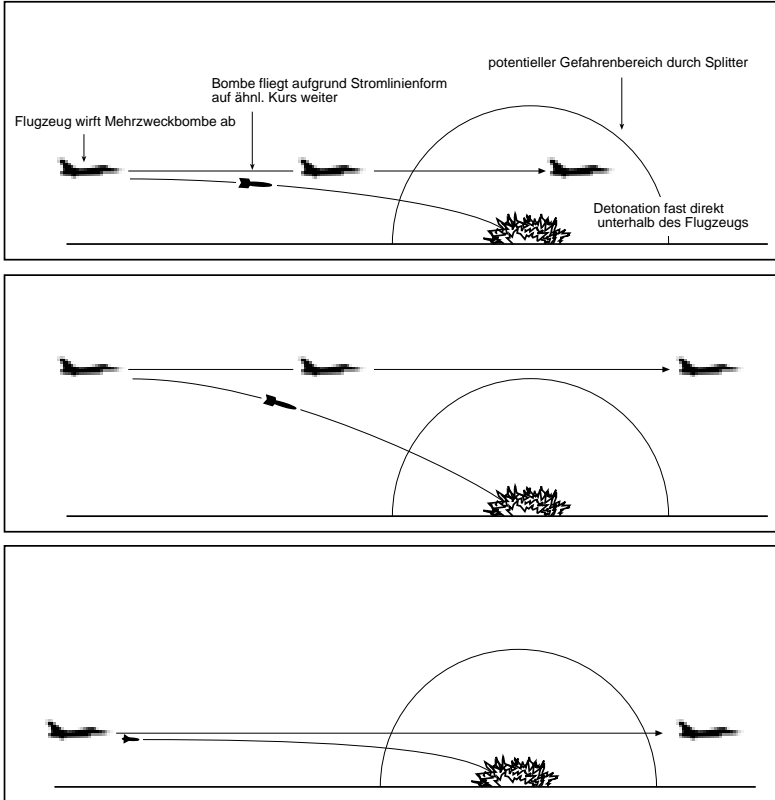 potentieller Gefahrenbereich durch Splitter
Bombe fliegt aufgrund Stromlinienform
auf ähnl. Kurs weiter
Flugzeug wirft Mehrzweckbombe ab
Detonation fast direkt
unterhalb des Flugzeugs